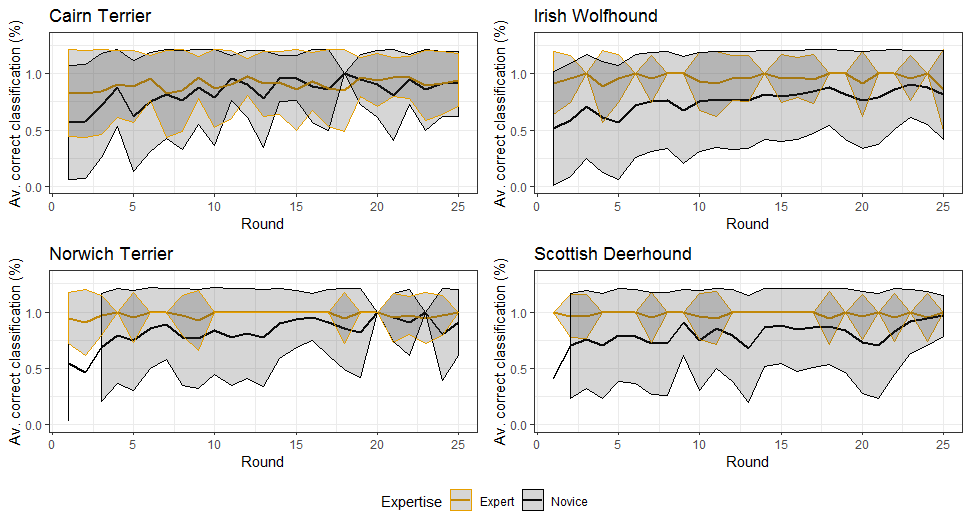 Cairn Terrier
Av. correct classification (%)
1.0
0.5
0.0
0 5 10 15 20 25
Round
Irish Wolfhound
Av. correct classification (%)
1.0
0.5
0.0
0 5 10 15 20 25
Round
Norwich Terrier
Av. correct classification (%)
1.0
0.5
0.0
0 5 10 15 20 25
Round
Scottish Deerhound
Av. correct classification (%)
1.0
0.5
0.0
0 5 10 15 20 25
Round
Expertise Expert Novice